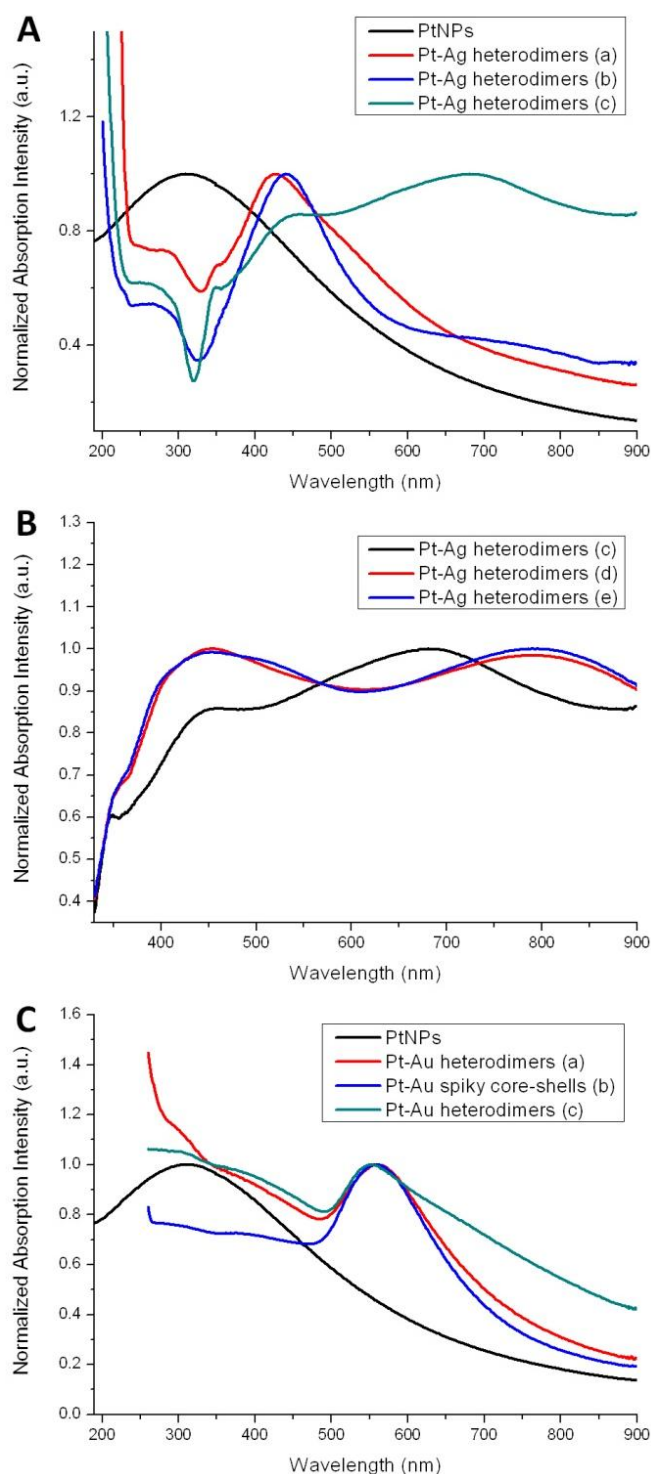 A
PtNPs
Pt-Ag heterodimers (a)
Pt-Ag heterodimers (b)
Pt-Ag heterodimers (c)
Normalized Absorption Intensity (a.u.)
1.2
0.8
0.4
200 300 400 500 600 700 800 900
Wavelength (nm)
B
Pt-Ag heterodimers (c)
Pt-Ag heterodimers (d)
Pt-Ag heterodimers (e)
Normalized Absorption Intensity (a.u.)
1.3
1.2
1.1
1.0
0.9
0.8
0.7
0.6
0.5
0.4
400 500 600 700 800 900
Wavelength (nm)
C
PtNPs
Pt-Au heterodimers (a)
Pt-Au spiky core-shells (b)
Pt-Au heterodimers (c)
Normalized Absorption Intensity (a.u.)
1.6
1.4
1.2
1.0
0.8
0.6
0.4
0.2
0.0
200 300 400 500 600 700 800 900
Wavelength (nm)